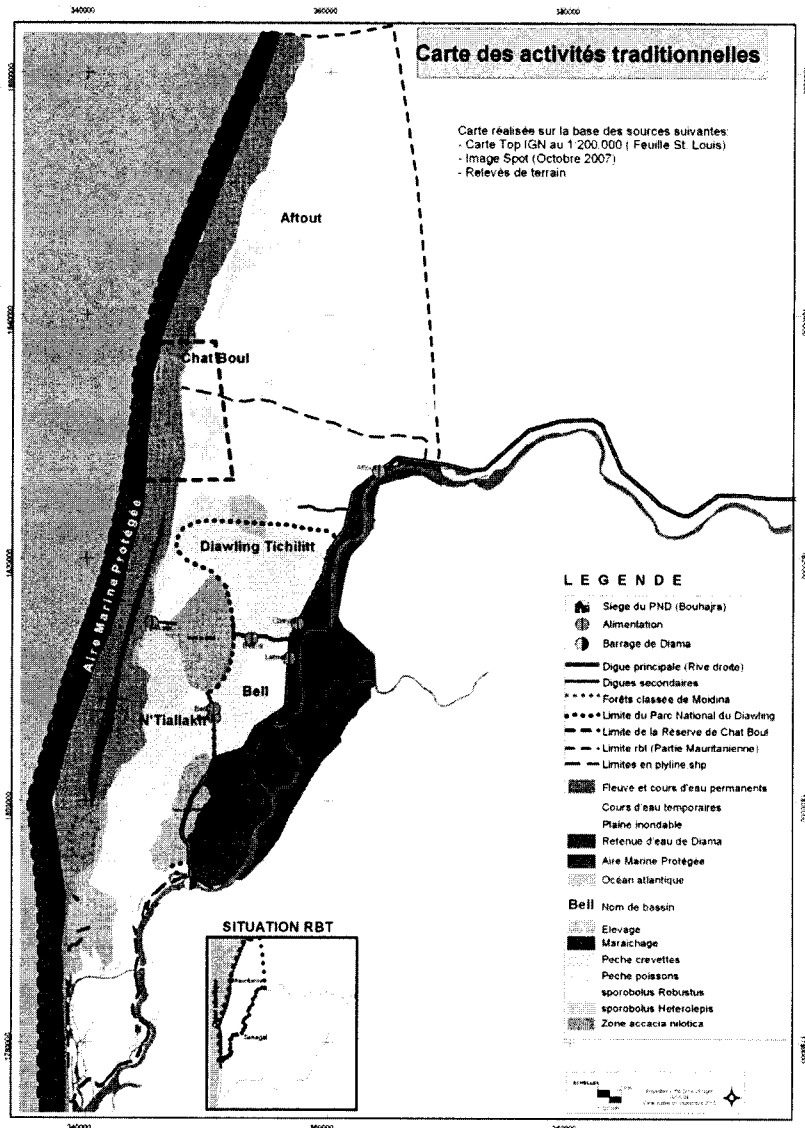 340000 360000 380000
Carte des activités traditionnelles
Carte réalisée sur la base des sources suivantes:
- Carte Top IGN au 1:200.000 ( Feuille St. Louis)
- Image Spot (Octobre 2007)
- Relevés de terrain
Aftout
Chat Boul
Aire Marine Protégée
Diawling Tichilitt
Bell
N'Tiallakh
LEGENDE
Siege du PND (Bouhajra)
Alimentation
Barrage de Diama
Digue principale (Rive droite)
Digues secondaires
Forêts classée de Moidina
Limite du Parc National du Diawling
Limite de la Réserve de Chat Boul
Limite rbt (Partie Mauritanienne)
Limites en plyline shp
Fleuve et cours d'eau permanents
Cours d'eau temporaires
Plaine inondable
Retenue d'eau de Diama
Aire Marine Protégée
Océan atlantique
Bell Nom de bassin
Elevage
Maraichage
Peche crevettes
Peche poissons
sporobolus Robustus
sporobolus Heterolepis
Zone accacia nilotica
SITUATION RBT
Senegal
340000 360000